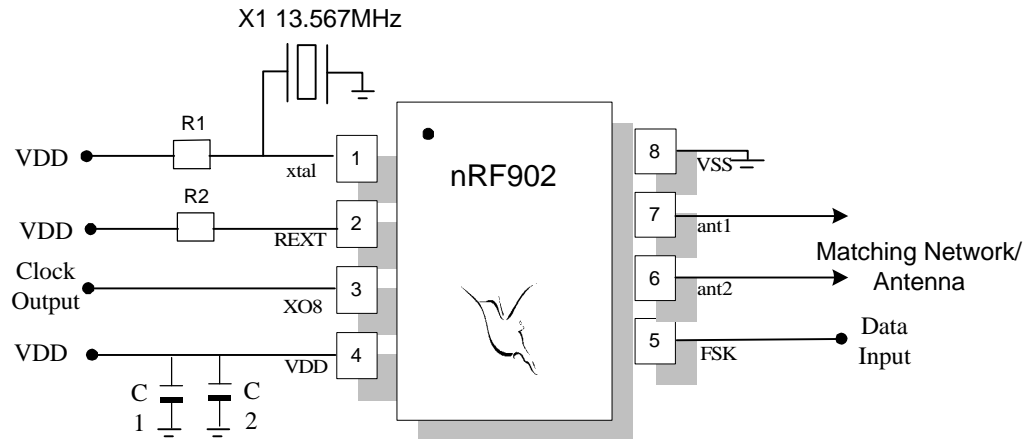 X1 13.567MHz
R1
VDD
xtal
1
8
VSS
nRF902
R2
VDD
REXT
2
7
ant1
Matching Network/
Antenna
Clock
Output
XO8
3
6
ant2
VDD
VDD
4
5
FSK
Data
Input
C
1
C
2